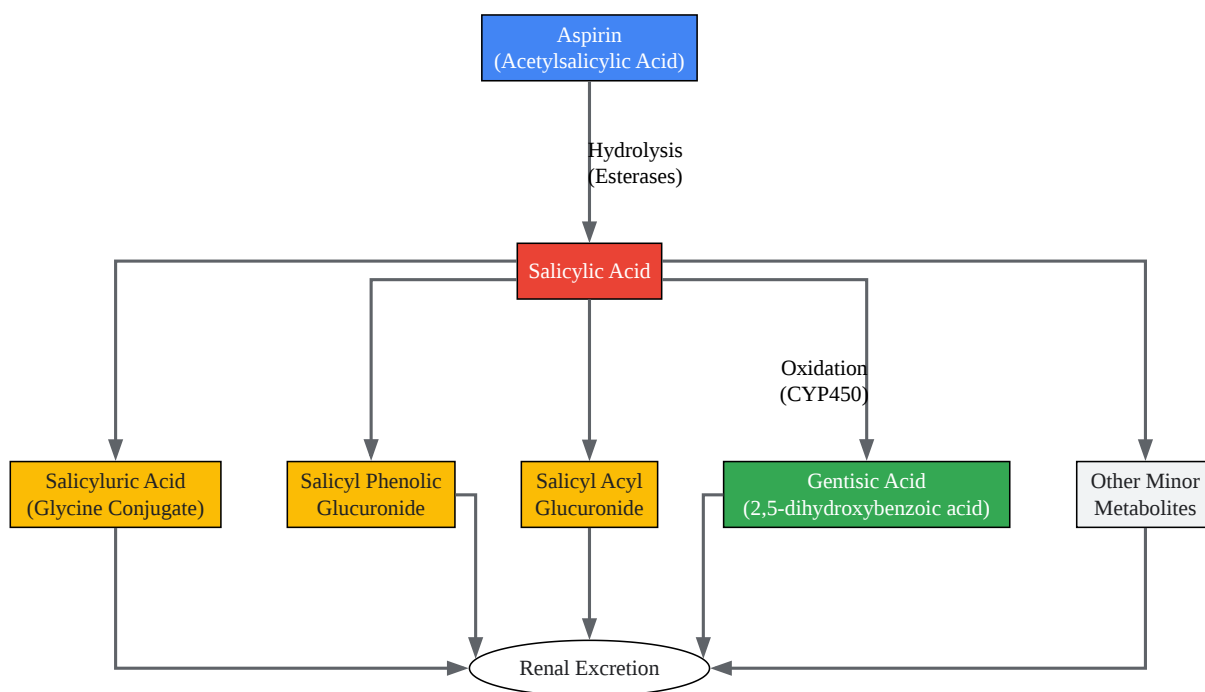 Aspirin
(Acetylsalicylic Acid)
Hydrolysis
(Esterases)
Salicylic Acid
Oxidation
(CYP450)
Salicyluric Acid
(Glycine Conjugate)
Salicyl Phenolic
Glucuronide
Salicyl Acyl
Glucuronide
Gentisic Acid
(2,5-dihydroxybenzoic acid)
Other Minor
Metabolites
Renal Excretion